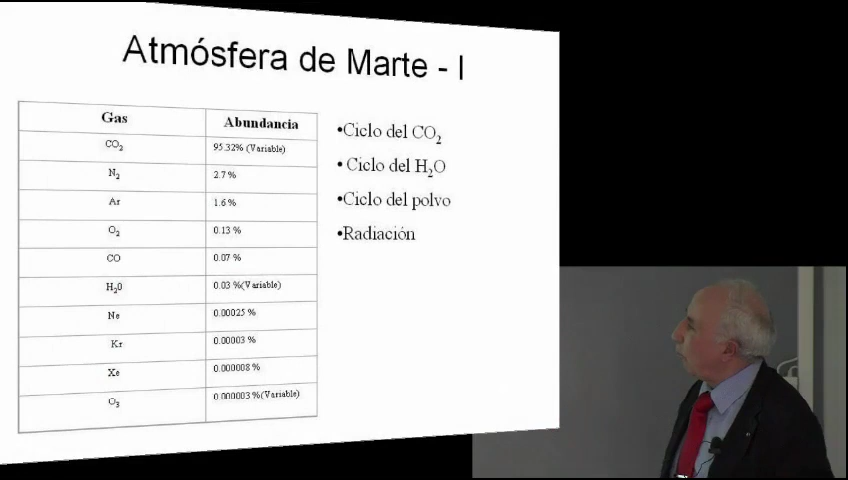 Atmósfera de Marte - I
Gas Abundancia
CO2 95.32% (Variable)
N2 2.7 %
Ar 1.6 %
O2 0.13 %
CO 0.07 %
H20 0.03 %(Variable)
Ne 0.00025 %
Kr 0.00003 %
Xe 0.000008 %
O3 0.000003 %(Variable)
•Ciclo del CO2
• Ciclo del H2O
•Ciclo del polvo
•Radiación